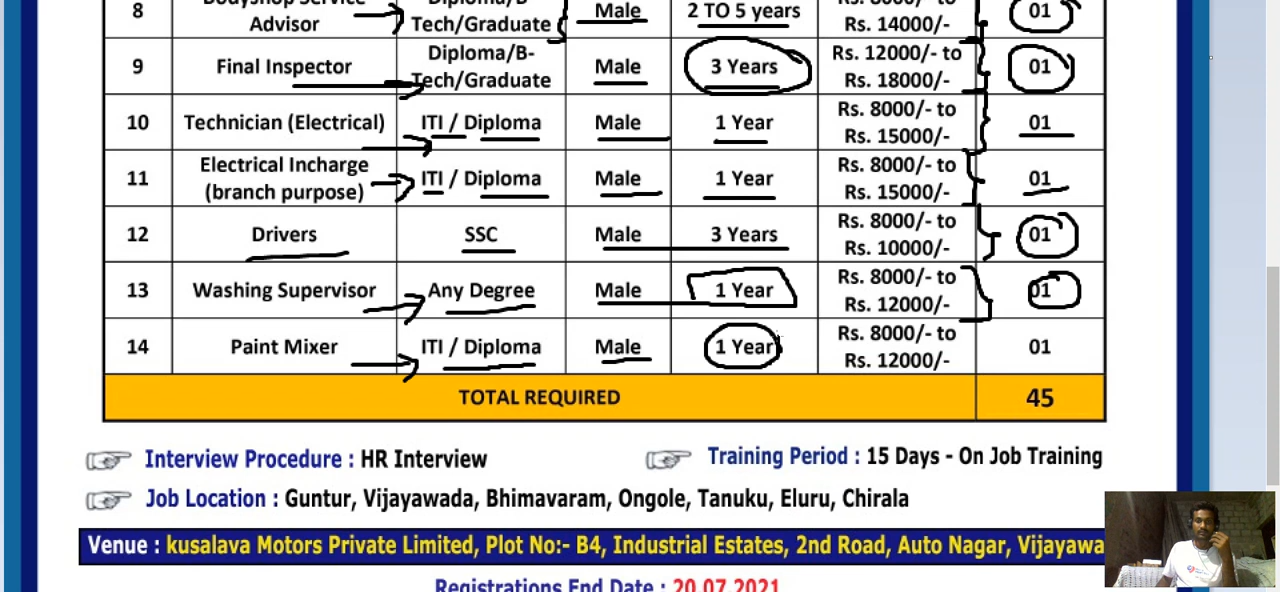 8 Bodyshop Service Advisor Diploma/B-Tech/Graduate Male 2 TO 5 years Rs. 8000/- to Rs. 14000/- 01
9 Final Inspector Diploma/B-Tech/Graduate Male 3 Years Rs. 12000/- to Rs. 18000/- 01
10 Technician (Electrical) ITI / Diploma Male 1 Year Rs. 8000/- to Rs. 15000/- 01
11 Electrical Incharge (branch purpose) ITI / Diploma Male 1 Year Rs. 8000/- to Rs. 15000/- 01
12 Drivers SSC Male 3 Years Rs. 8000/- to Rs. 10000/- 01
13 Washing Supervisor Any Degree Male 1 Year Rs. 8000/- to Rs. 12000/- 01
14 Paint Mixer ITI / Diploma Male 1 Year Rs. 8000/- to Rs. 12000/- 01
TOTAL REQUIRED 45
Interview Procedure : HR Interview Training Period : 15 Days - On Job Training
Job Location : Guntur, Vijayawada, Bhimavaram, Ongole, Tanuku, Eluru, Chirala
Venue : kusalava Motors Private Limited, Plot No:- B4, Industrial Estates, 2nd Road, Auto Nagar, Vijayawa
Registrations End Date : 20.07.2021